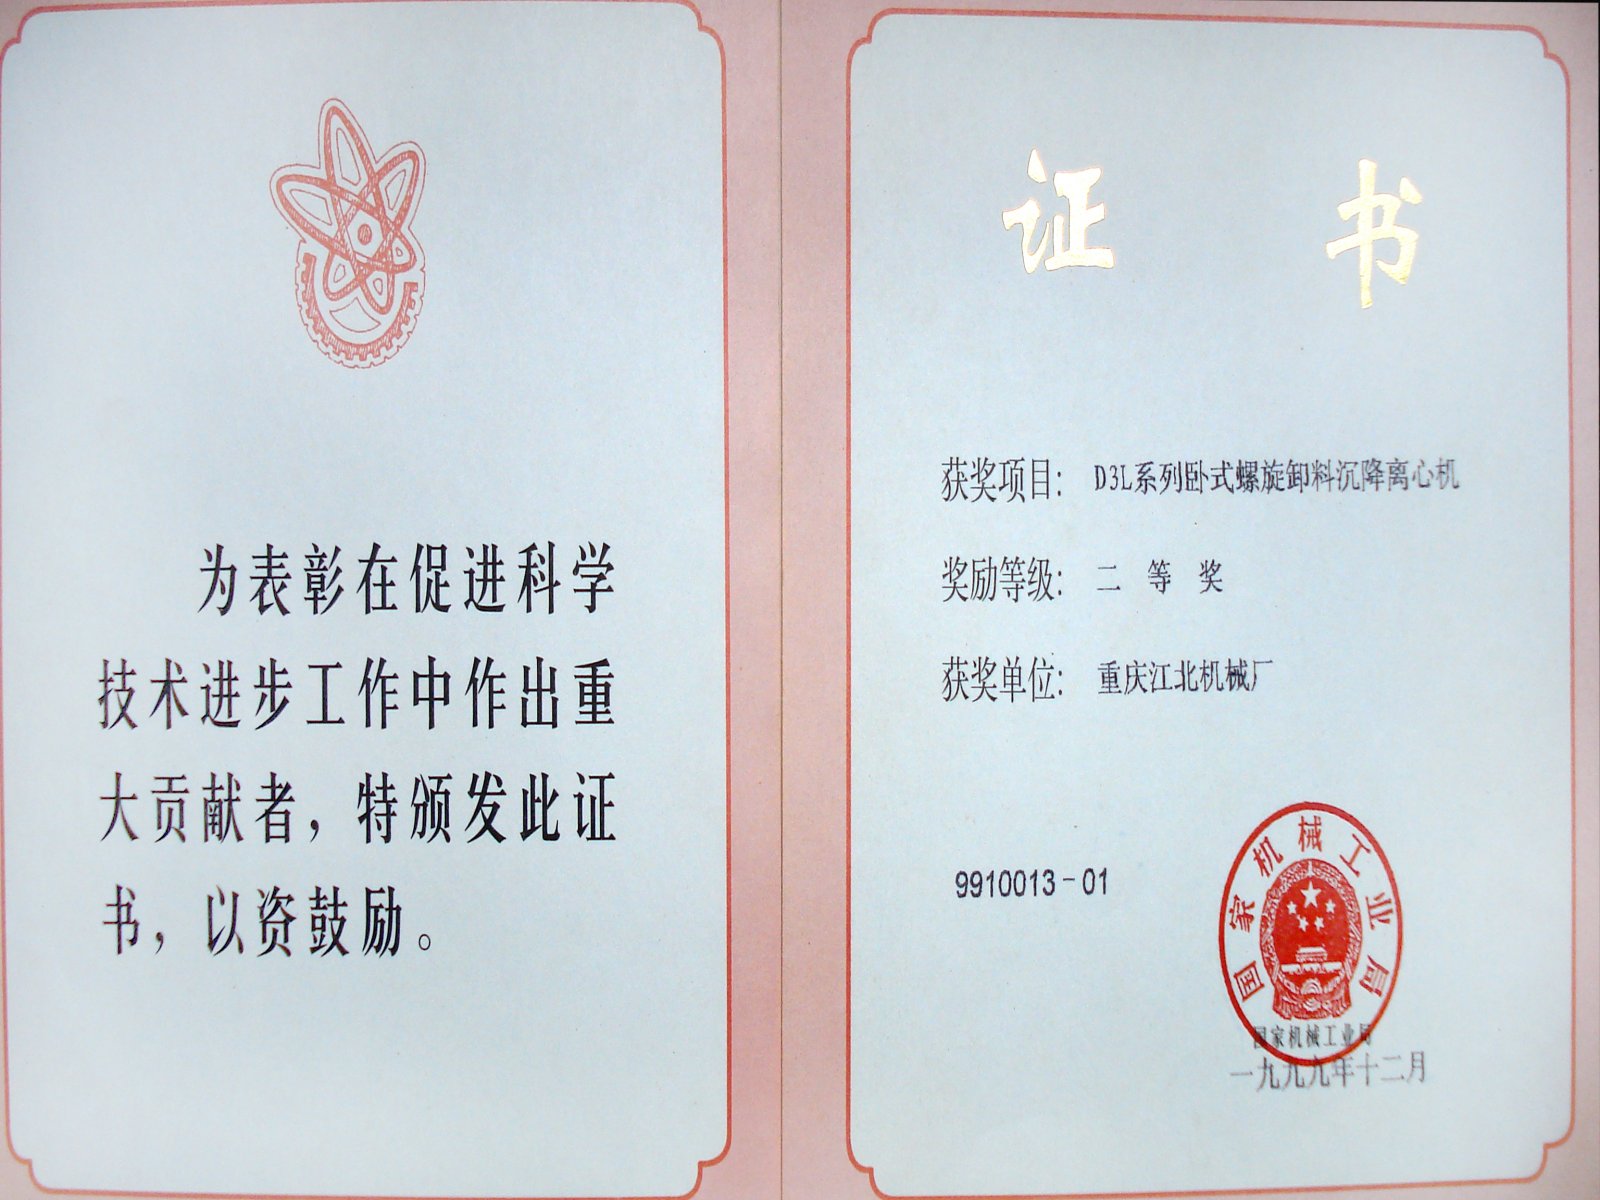 为表彰在促进科学
技术进步工作中作出重
大贡献者，特颁发此证
书，以资鼓励。
证 书
获奖项目: D3L系列卧式螺旋卸料沉降离心机
奖励等级: 二 等 奖
获奖单位: 重庆江北机械厂
9910013-01
国家机械工业局
国家机械工业局
一九九九年十二月